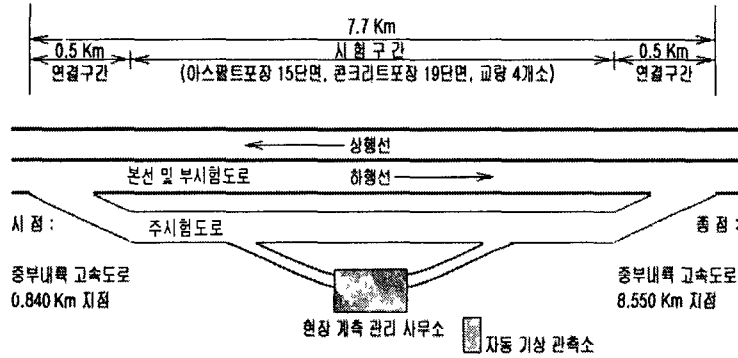 7.7 Km
0.5 Km
시 험 구 간
0.5 Km
연결구간
(아스팔트포장 15단면, 콘크리트포장 19단면, 교량 4개소)
연결구간
상행선
본선 및 부시험도로
하행선
시 점 :
주시험도로
종 점 :
중부내륙 고속도로
0.840 Km 지점
중부내륙 고속도로
8.550 Km 지점
현장 계측 관리 사무소
자동 기상 관측소